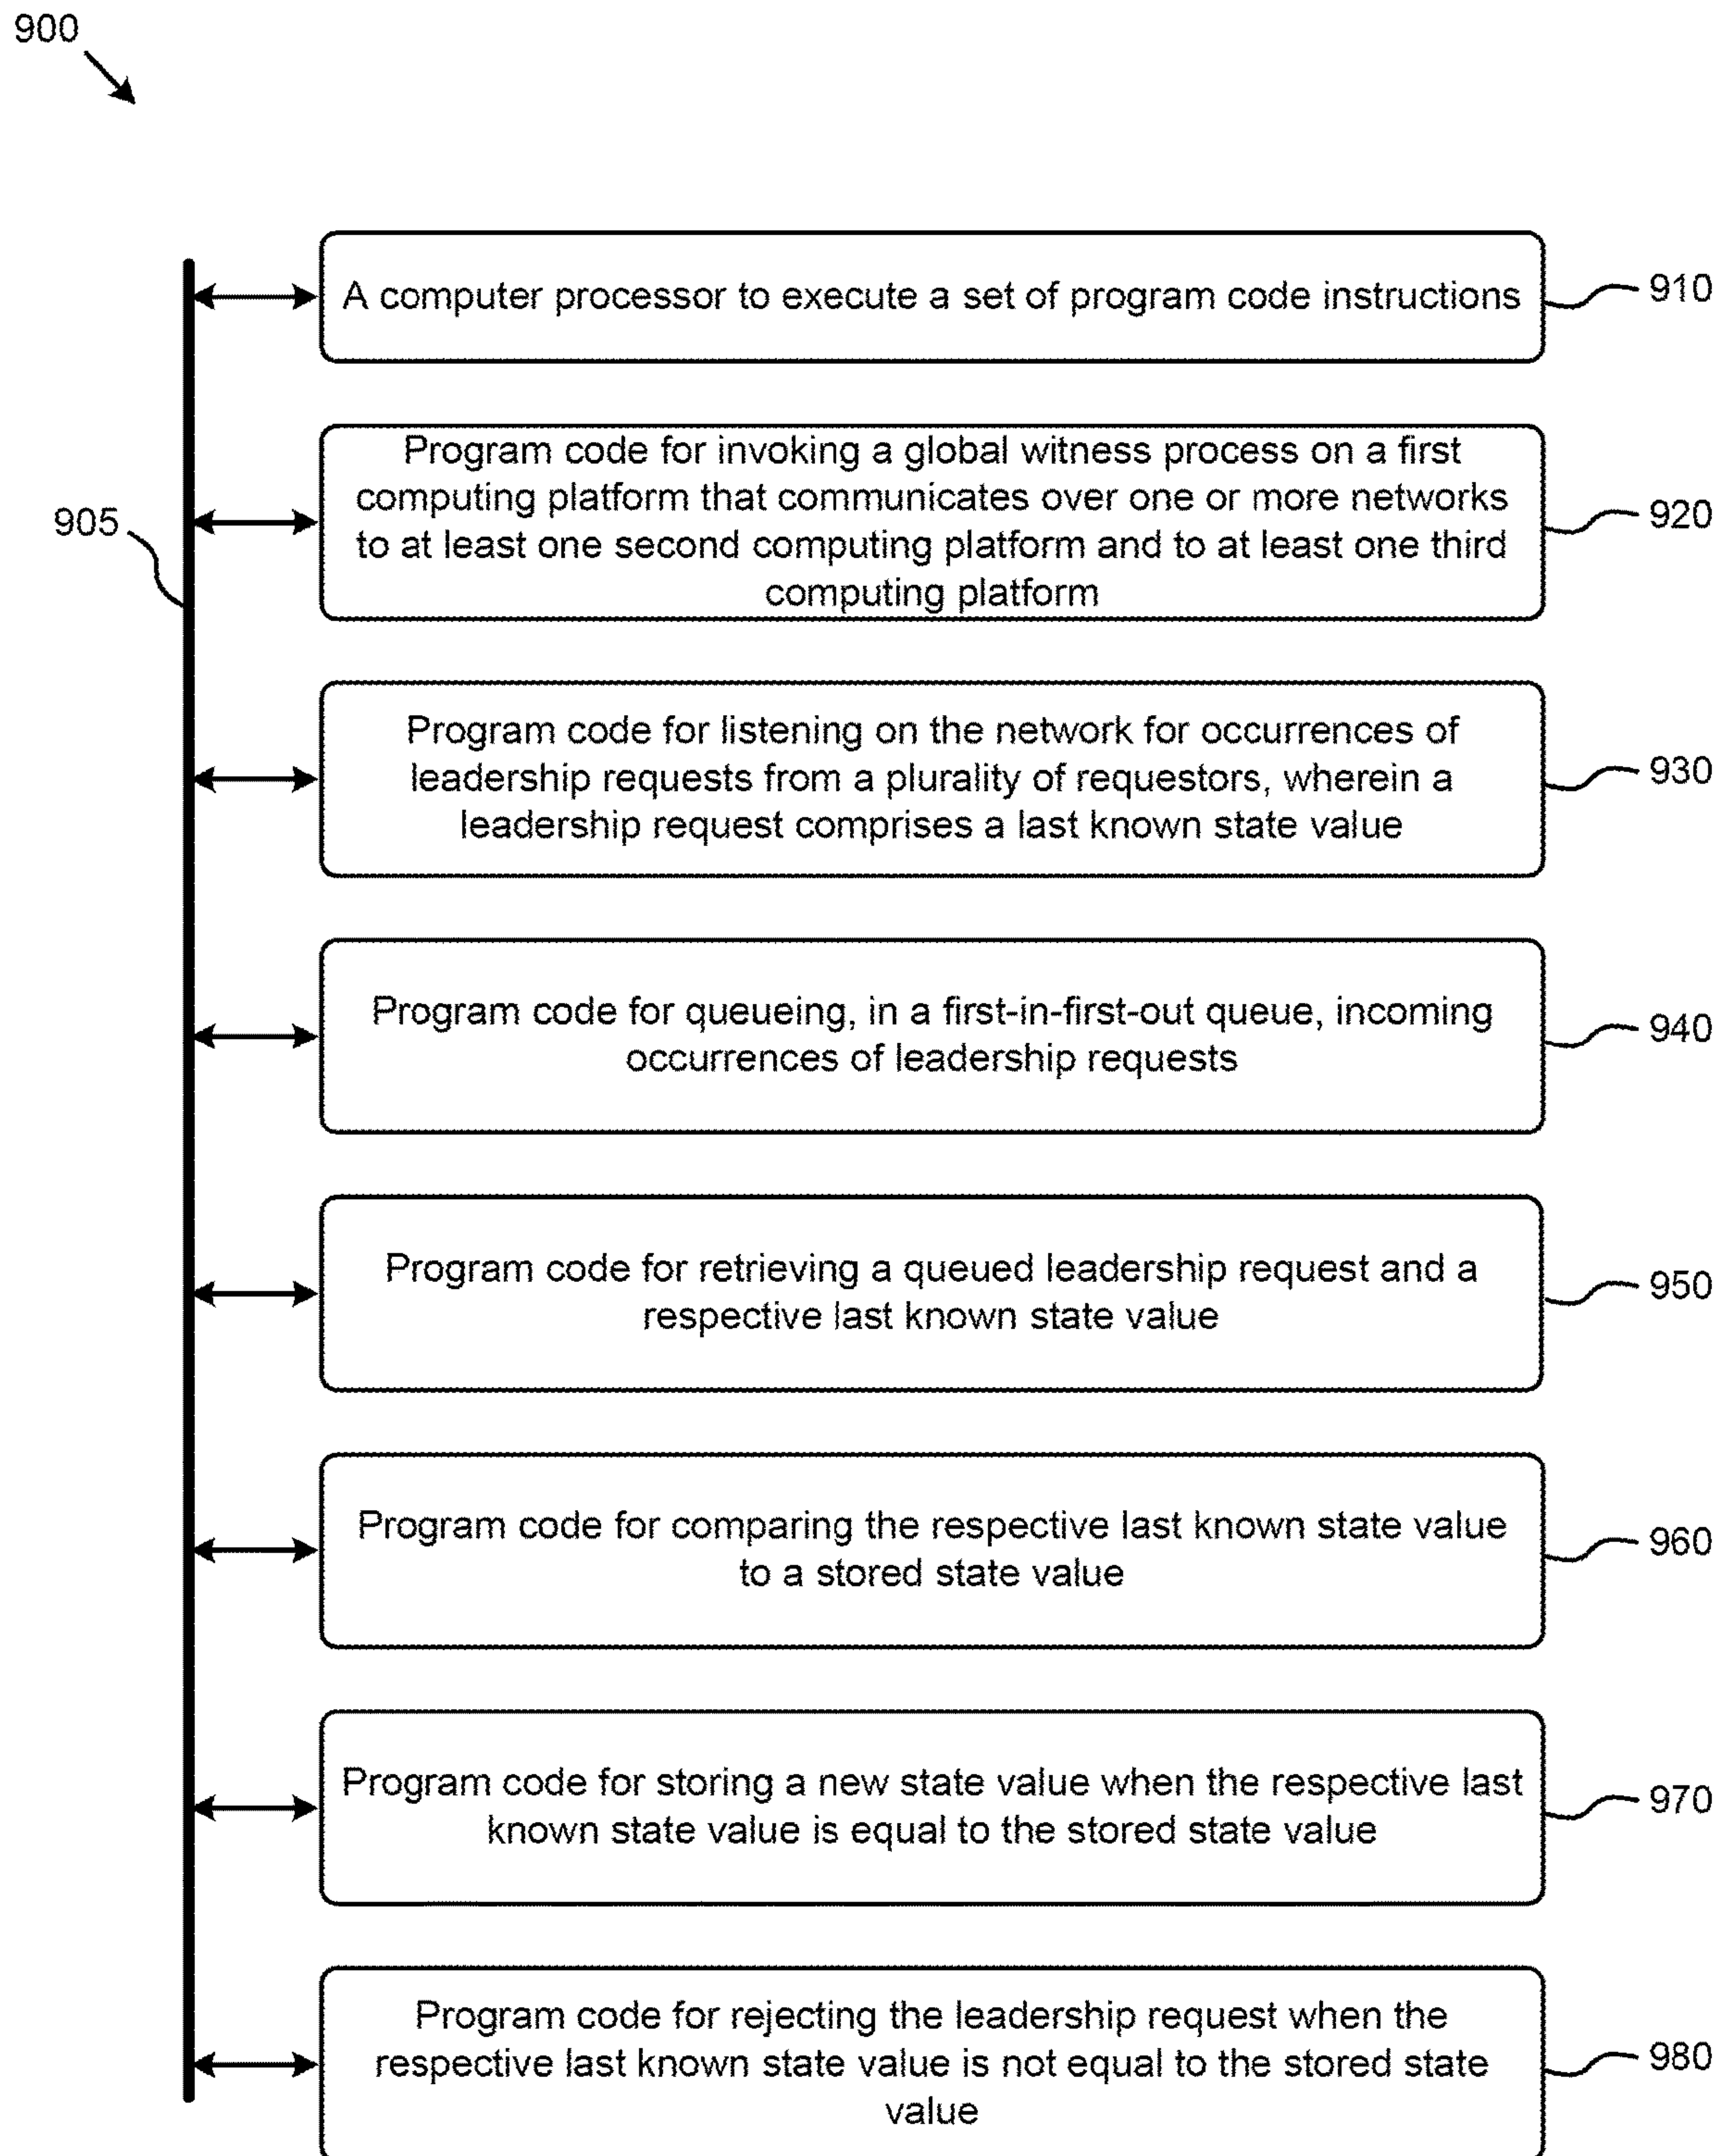 900
A computer processor to execute a set of program code instructions
910
Program code for invoking a global witness process on a first
computing platform that communicates over one or more networks
to at least one second computing platform and to at least one third
computing platform
920
905
Program code for listening on the network for occurrences of
leadership requests from a plurality of requestors, wherein a
leadership request comprises a last known state value
930
Program code for queueing, in a first-in-first-out queue, incoming
occurrences of leadership requests
940
Program code for retrieving a queued leadership request and a
respective last known state value
950
Program code for comparing the respective last known state value
to a stored state value
960
Program code for storing a new state value when the respective last
known state value is equal to the stored state value
970
Program code for rejecting the leadership request when the
respective last known state value is not equal to the stored state
value
980